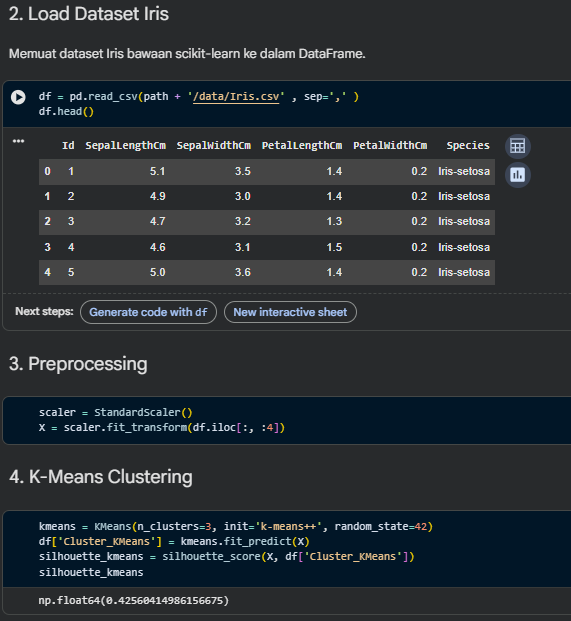 2. Load Dataset Iris
Memuat dataset Iris bawaan scikit-learn ke dalam DataFrame.
df = pd.read_csv(path + '/data/Iris.csv' , sep=',' )
df.head()
Id SepalLengthCm SepalWidthCm PetalLengthCm PetalWidthCm Species
0 1 5.1 3.5 1.4 0.2 Iris-setosa
1 2 4.9 3.0 1.4 0.2 Iris-setosa
2 3 4.7 3.2 1.3 0.2 Iris-setosa
3 4 4.6 3.1 1.5 0.2 Iris-setosa
4 5 5.0 3.6 1.4 0.2 Iris-setosa
Next steps: Generate code with df New interactive sheet
3. Preprocessing
scaler = StandardScaler()
X = scaler.fit_transform(df.iloc[:, :4])
4. K-Means Clustering
kmeans = KMeans(n_clusters=3, init='k-means++', random_state=42)
df['Cluster_KMeans'] = kmeans.fit_predict(X)
silhouette_kmeans = silhouette_score(X, df['Cluster_KMeans'])
silhouette_kmeans
np.float64(0.42560414986156675)